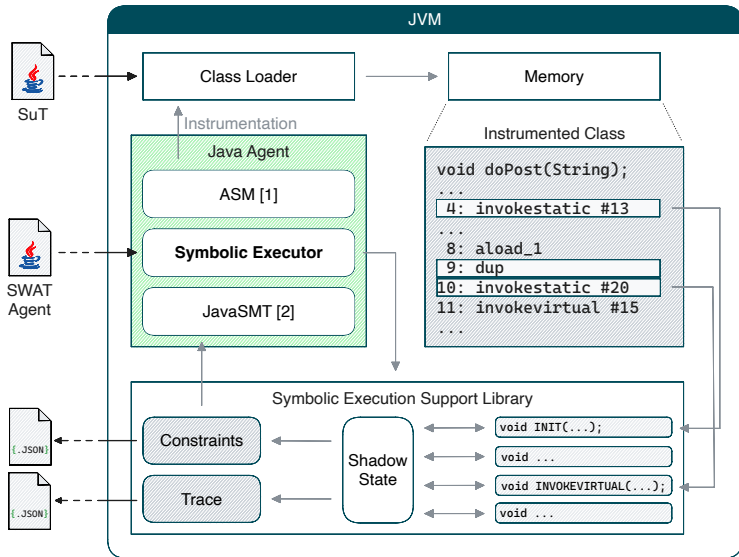 JVM
SuT
Class Loader
Memory
Instrumentation
Java Agent
ASM [1]
Symbolic Executor
JavaSMT [2]
SWAT
Agent
Instrumented Class
void doPost(String);
...
4: invokestatic #13
...
8: aload_1
9: dup
10: invokestatic #20
11: invokevirtual #15
...
Symbolic Execution Support Library
{.JSON}
Constraints
{.JSON}
Trace
Shadow
State
void INIT(...);
void ...
void INVOKEVIRTUAL(...);
void ...